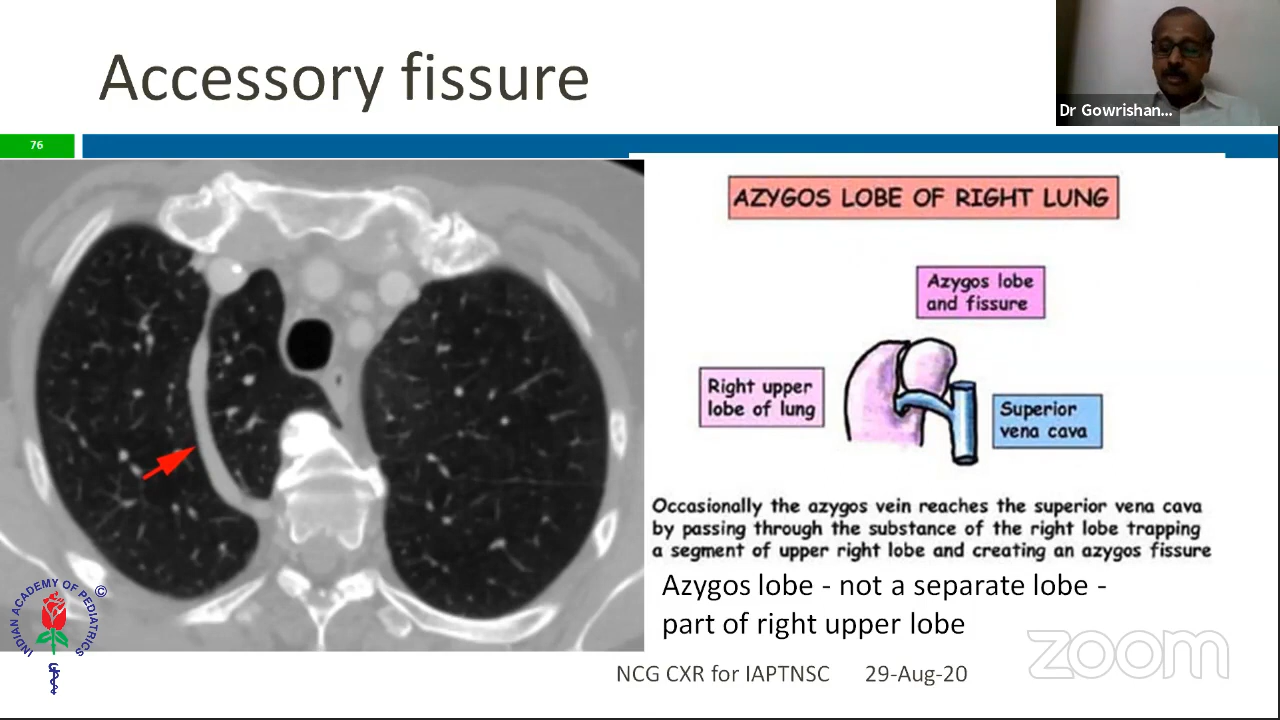 Accessory fissure
Dr Gowrishan...
76
AZYGOS LOBE OF RIGHT LUNG
Azygos lobe
and fissure
Right upper
lobe of lung
Superior
vena cava
Occasionally the azygos vein reaches the superior vena cava
by passing through the substance of the right lobe trapping
a segment of upper right lobe and creating an azygos fissure
Azygos lobe - not a separate lobe -
part of right upper lobe
INDIAN ACADEMY OF PEDIATRICS ©
NCG CXR for IAPTNSC 29-Aug-20
zoom